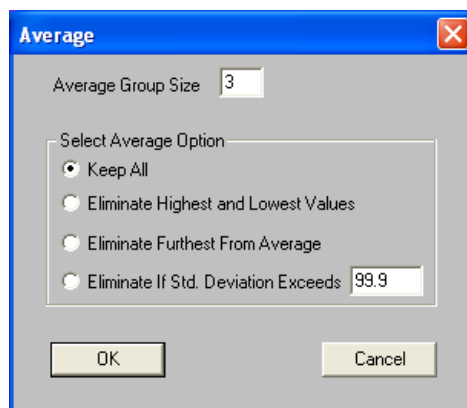 Average
Average Group Size 3
Select Average Option
Keep All
Eliminate Highest and Lowest Values
Eliminate Furthest From Average
Eliminate If Std. Deviation Exceeds 99.9
OK Cancel